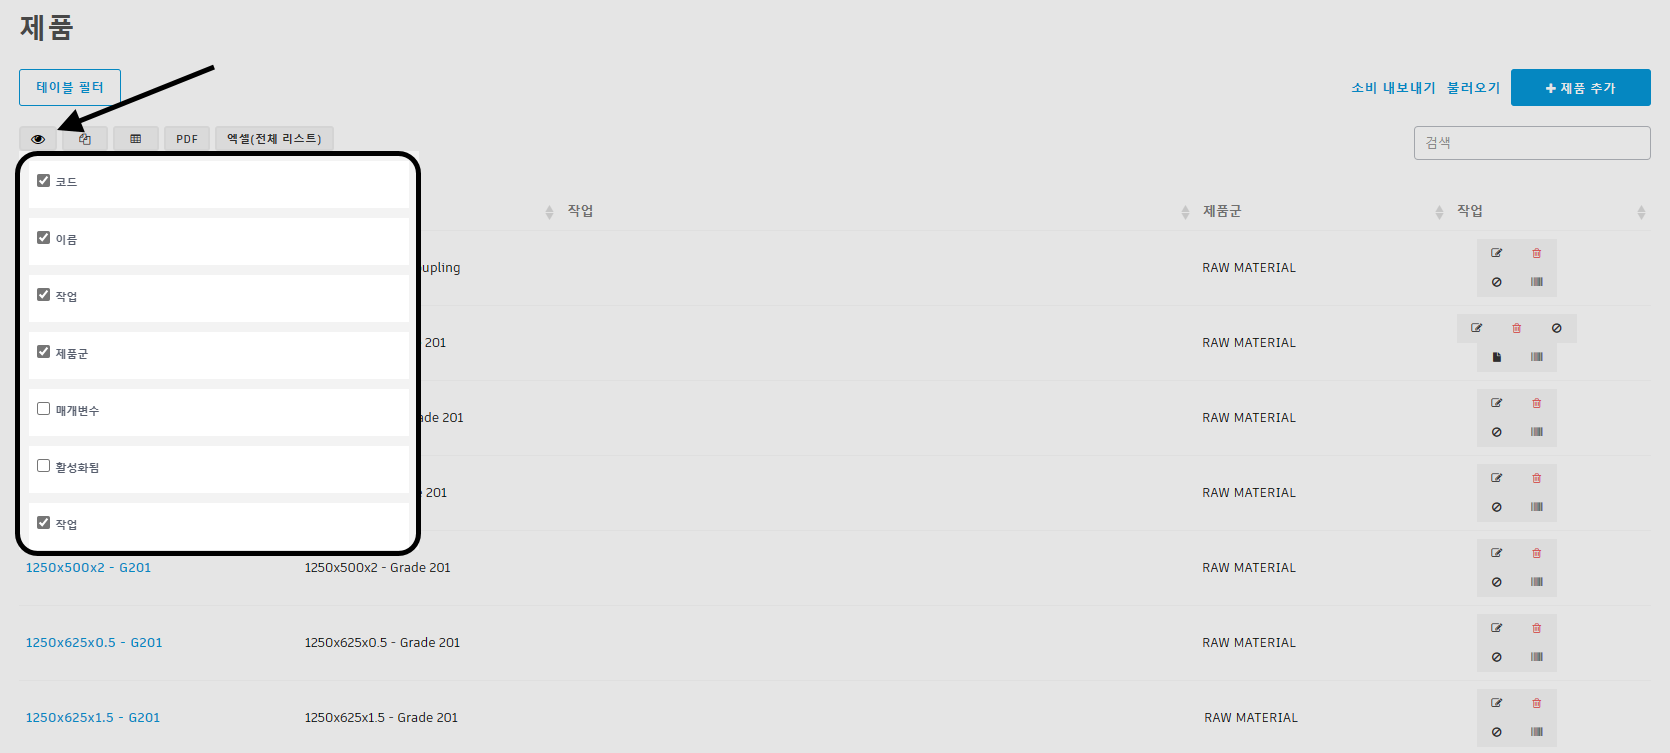 제품
테이블 필터
소비 내보내기 불러오기 제품 추가
PDF 엑셀(전체 리스트)
검색
코드
이름
작업
제품군
매개변수
활성화됨
작업
작업 제품군 작업
upling RAW MATERIAL
201 RAW MATERIAL
ade 201 RAW MATERIAL
201 RAW MATERIAL
1250x500x2 - G201 1250x500x2 - Grade 201 RAW MATERIAL
1250x625x0.5 - G201 1250x625x0.5 - Grade 201 RAW MATERIAL
1250x625x1.5 - G201 1250x625x1.5 - Grade 201 RAW MATERIAL